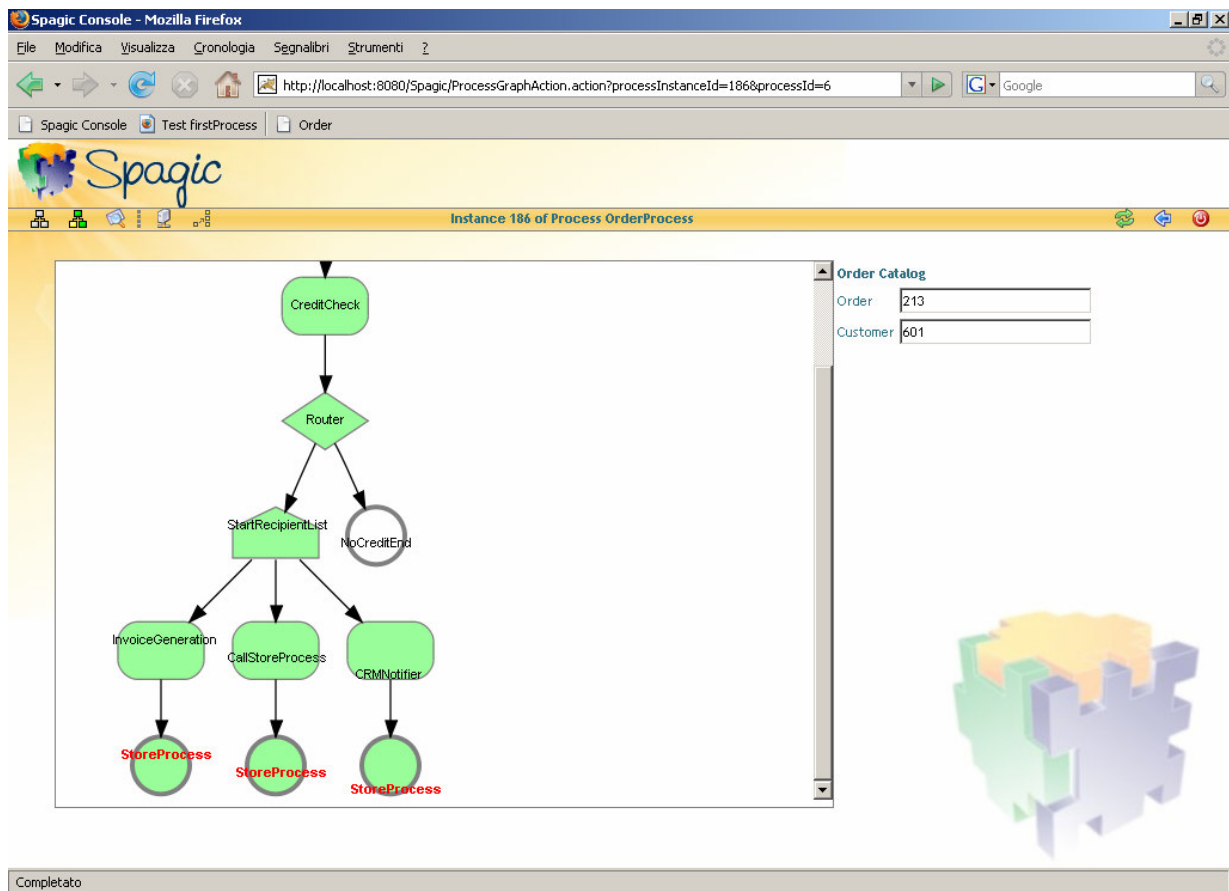 Spagic Console - Mozilla Firefox
File Modifica Visualizza Cronologia Segnalibri Strumenti ?
http://localhost:8080/Spagic/ProcessGraphAction.action?processInstanceId=186&processId=6
G Google
Spagic Console Test firstProcess Order
Spagic
Instance 186 of Process OrderProcess
Order Catalog
Order 213
Customer 601
CreditCheck
Router
StartRecipientList
NoCreditEnd
InvoiceGeneration
CallStoreProcess
CRMNotifier
StoreProcess
StoreProcess
StoreProcess
Completato